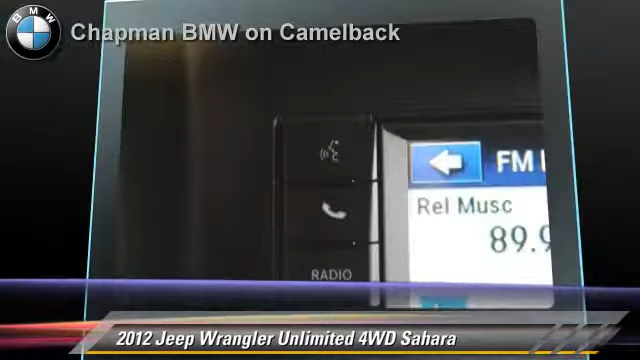 BMW
Chapman BMW on Camelback
FM
Rel Musc
89.9
RADIO
2012 Jeep Wrangler Unlimited 4WD Sahara